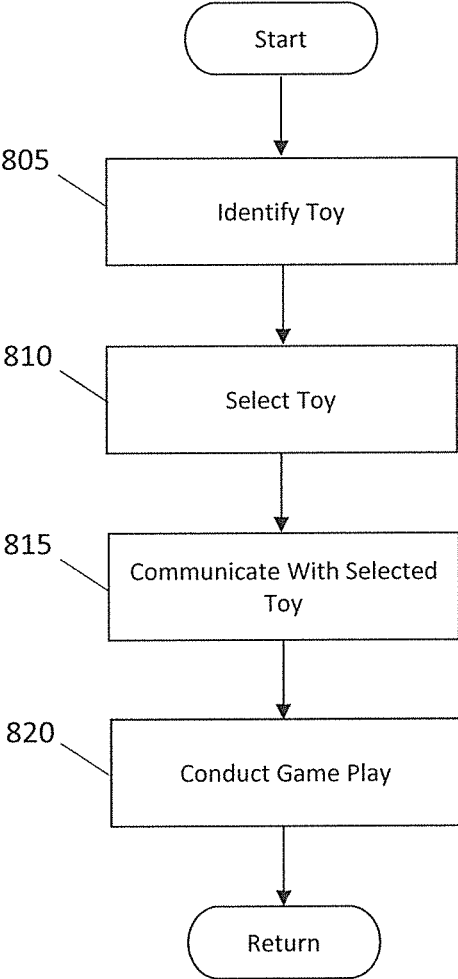 Start
805
Identify Toy
810
Select Toy
815
Communicate With Selected
Toy
820
Conduct Game Play
Return